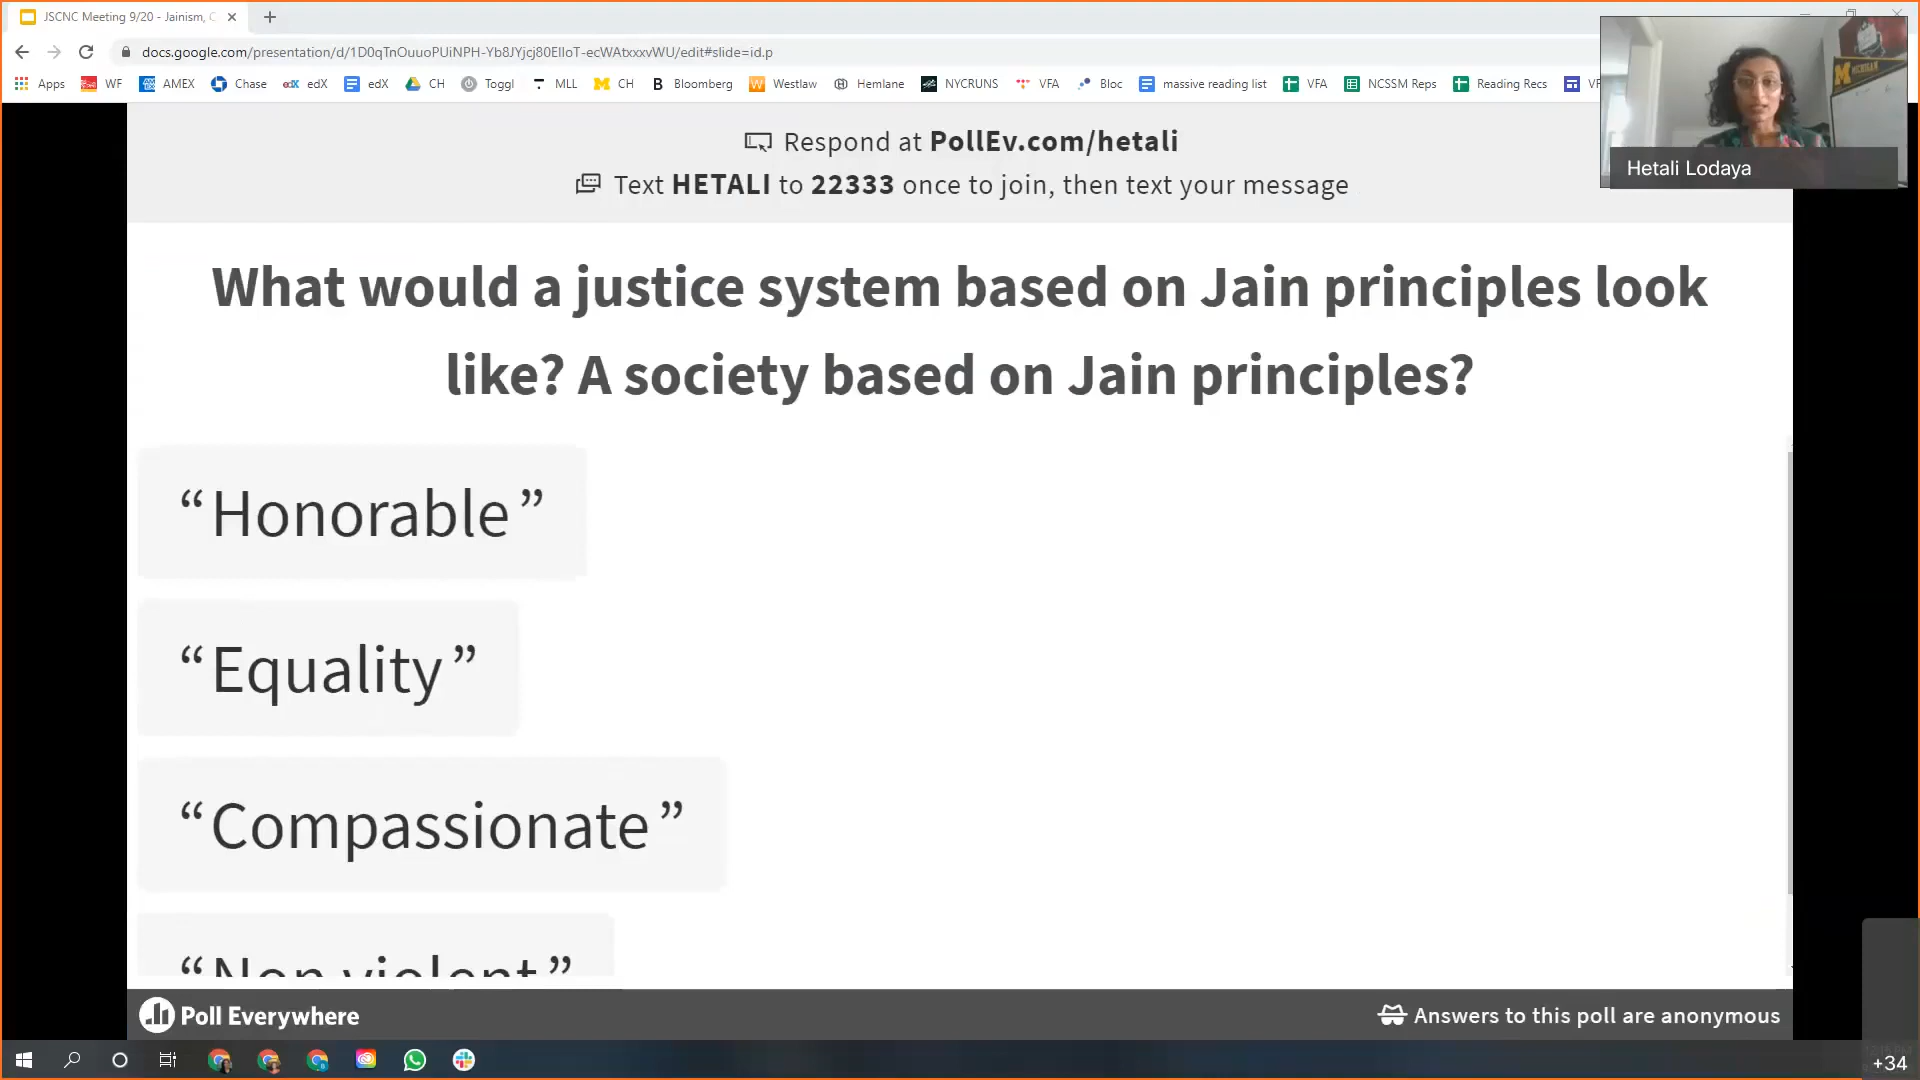 JSCNC Meeting 9/20 - Jainism,
docs.google.com/presentation/d/1D0qTnOuuoPUiNPH-Yb8JYjcj80ElloT-ecWAtxxxvWU/edit#slide=id.p
Apps WF AMEX Chase edX edX CH Toggl MLL CH Bloomberg Westlaw Hemlane NYCRUNS VFA Bloc massive reading list VFA NCSSM Reps Reading Recs
MICHIGAN
Hetali Lodaya
Respond at PollEv.com/hetali
Text HETALI to 22333 once to join, then text your message
What would a justice system based on Jain principles look
like? A society based on Jain principles?
“Honorable”
“Equality”
“Compassionate”
“Non violent”
Poll Everywhere
Answers to this poll are anonymous
+34